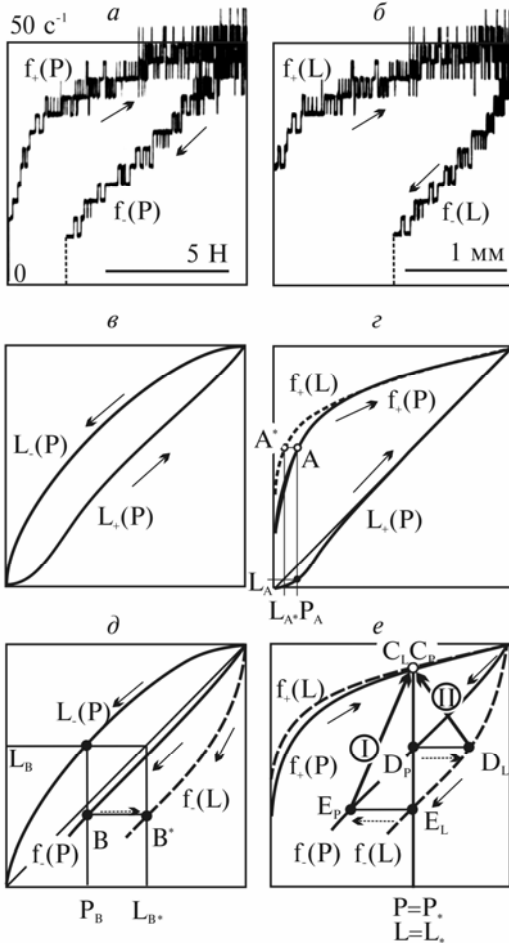 а
50 с⁻¹
f₊(P)
f₋(P)
5 Н
0
б
f₊(L)
f₋(L)
1 мм
в
L₋(P)
L₊(P)
г
f₊(L)
f₊(P)
A*
A
L₊(P)
L_A
L_A* P_A
д
L₋(P)
L_B
f₋(L)
f₋(P)
B
B*
P_B
L_B*
е
C_L C_P
f₊(L)
II
I
f₊(P)
D_P
D_L
E_P
E_L
f₋(P)
f₋(L)
P=P*
L=L*